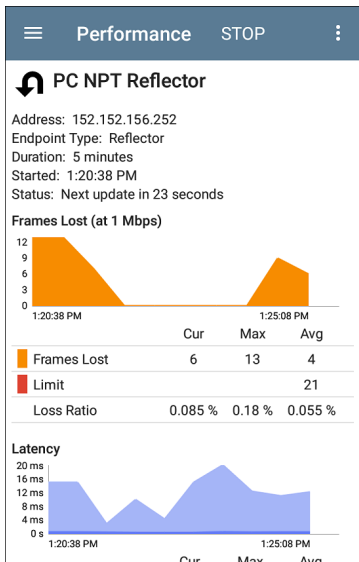 Performance STOP
PC NPT Reflector
Address: 152.152.156.252
Endpoint Type: Reflector
Duration: 5 minutes
Started: 1:20:38 PM
Status: Next update in 23 seconds
Frames Lost (at 1 Mbps)
12
9
6
3
0
1:20:38 PM 1:25:08 PM
Cur Max Avg
Frames Lost 6 13 4
Limit 21
Loss Ratio 0.085 % 0.18 % 0.055 %
Latency
20 ms
16 ms
12 ms
8 ms
4 ms
0 s
1:20:38 PM 1:25:08 PM
Cur Max Avg